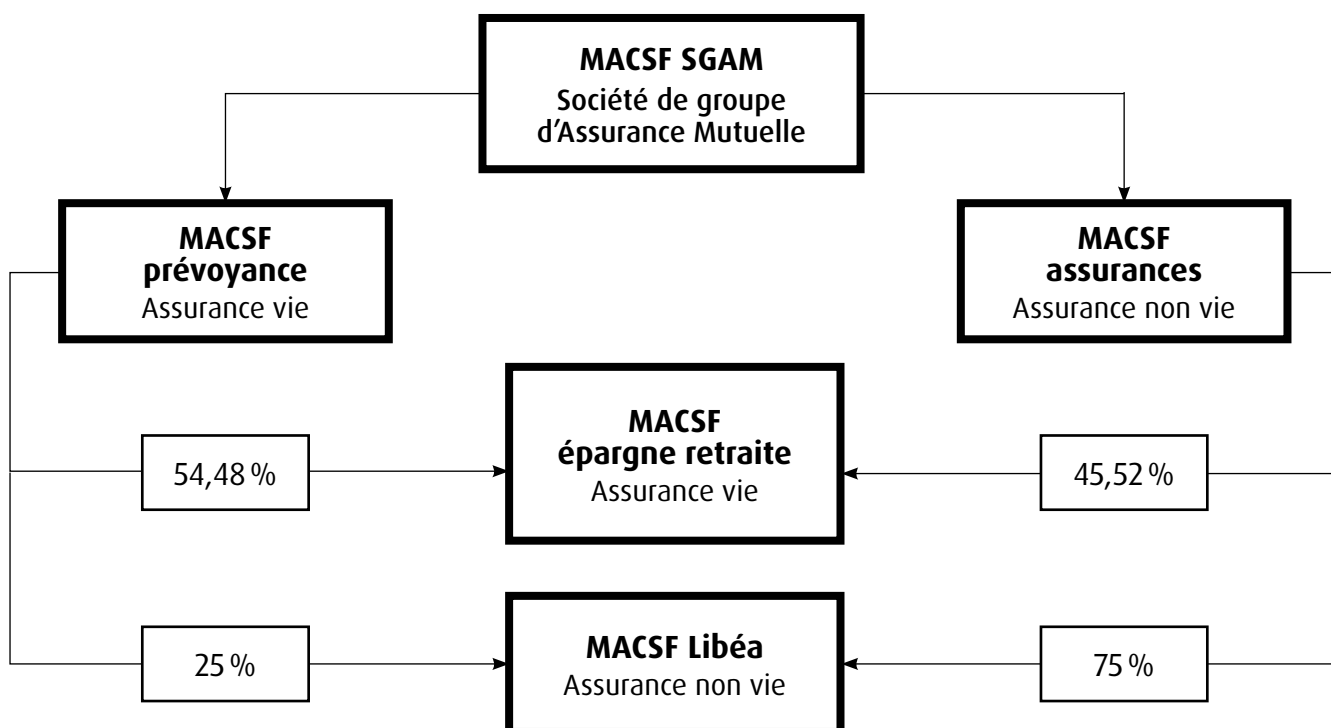 MACSF SGAM
Société de groupe
d'Assurance Mutuelle
MACSF
prévoyance
Assurance vie
MACSF
assurances
Assurance non vie
MACSF
épargne retraite
Assurance vie
54,48 %
45,52 %
MACSF Libéa
Assurance non vie
25 %
75 %